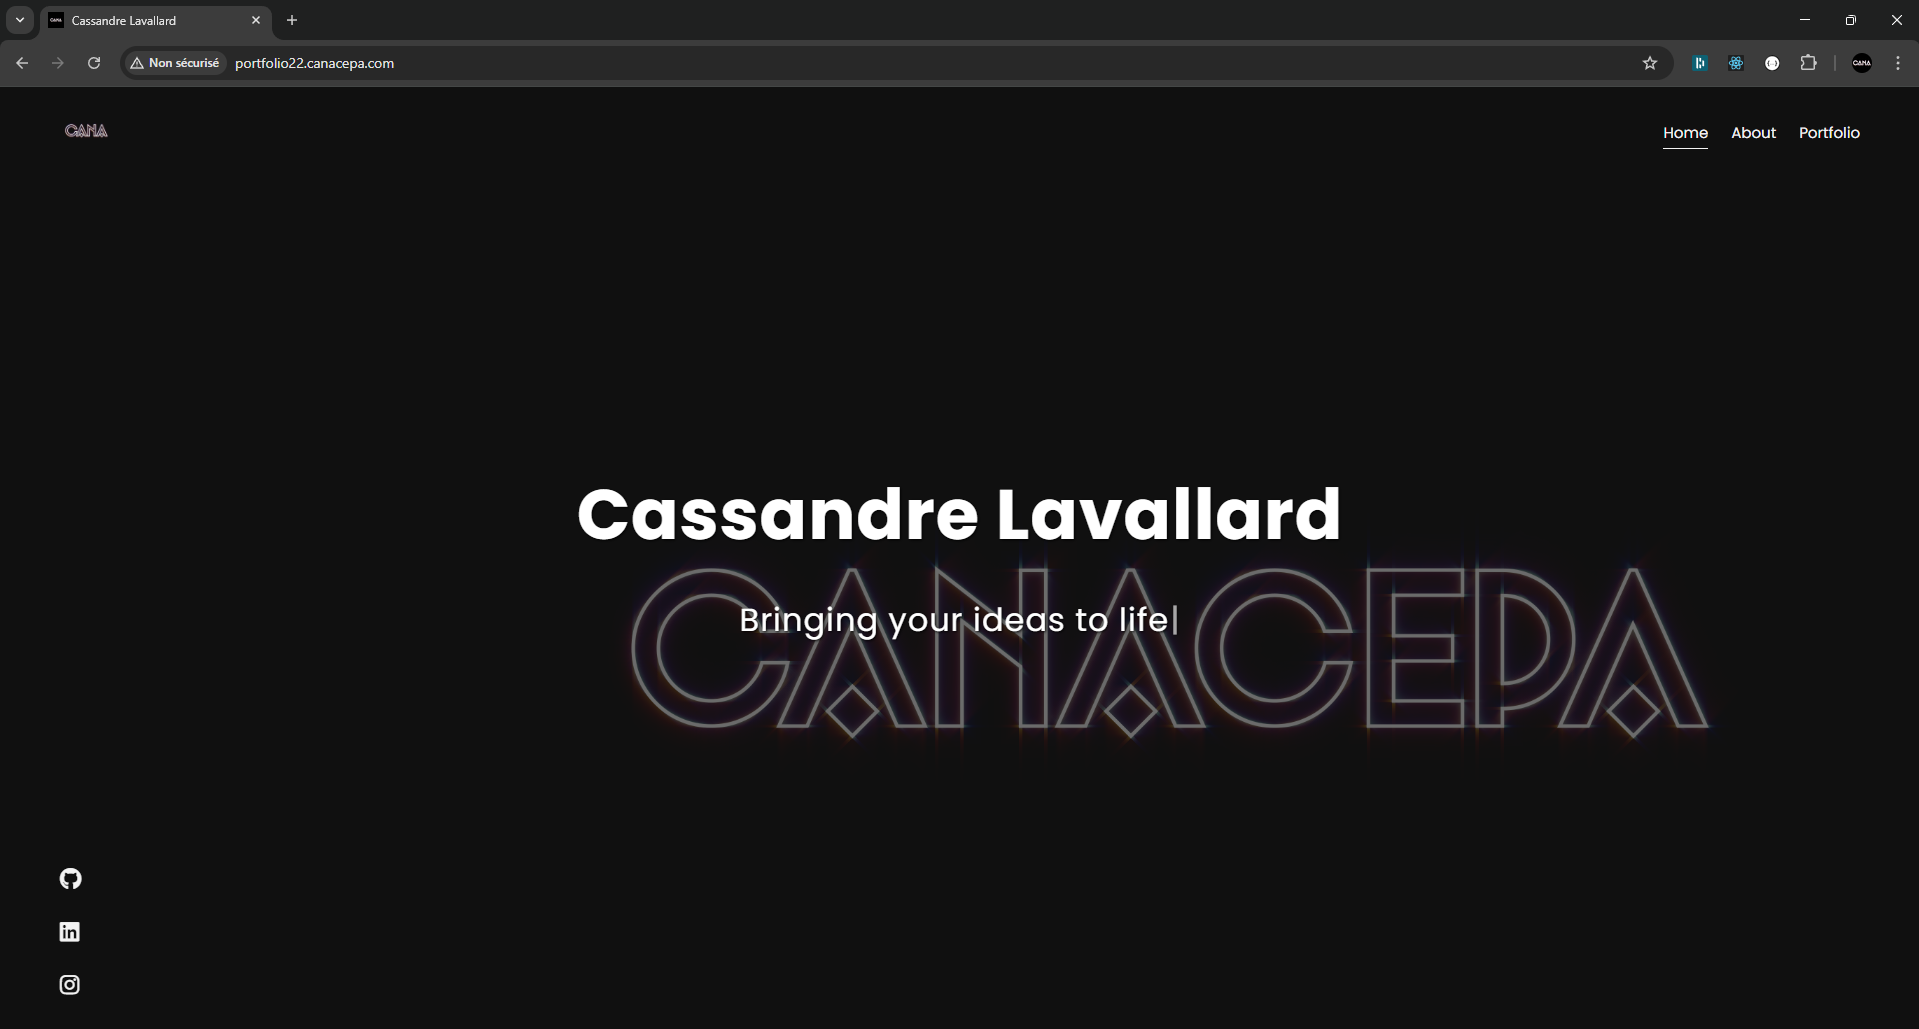 Cassandre Lavallard
Non sécurisé portfolio22.canacepa.com
CANA
Home About Portfolio
Cassandre Lavallard
CANACEPA
Bringing your ideas to life